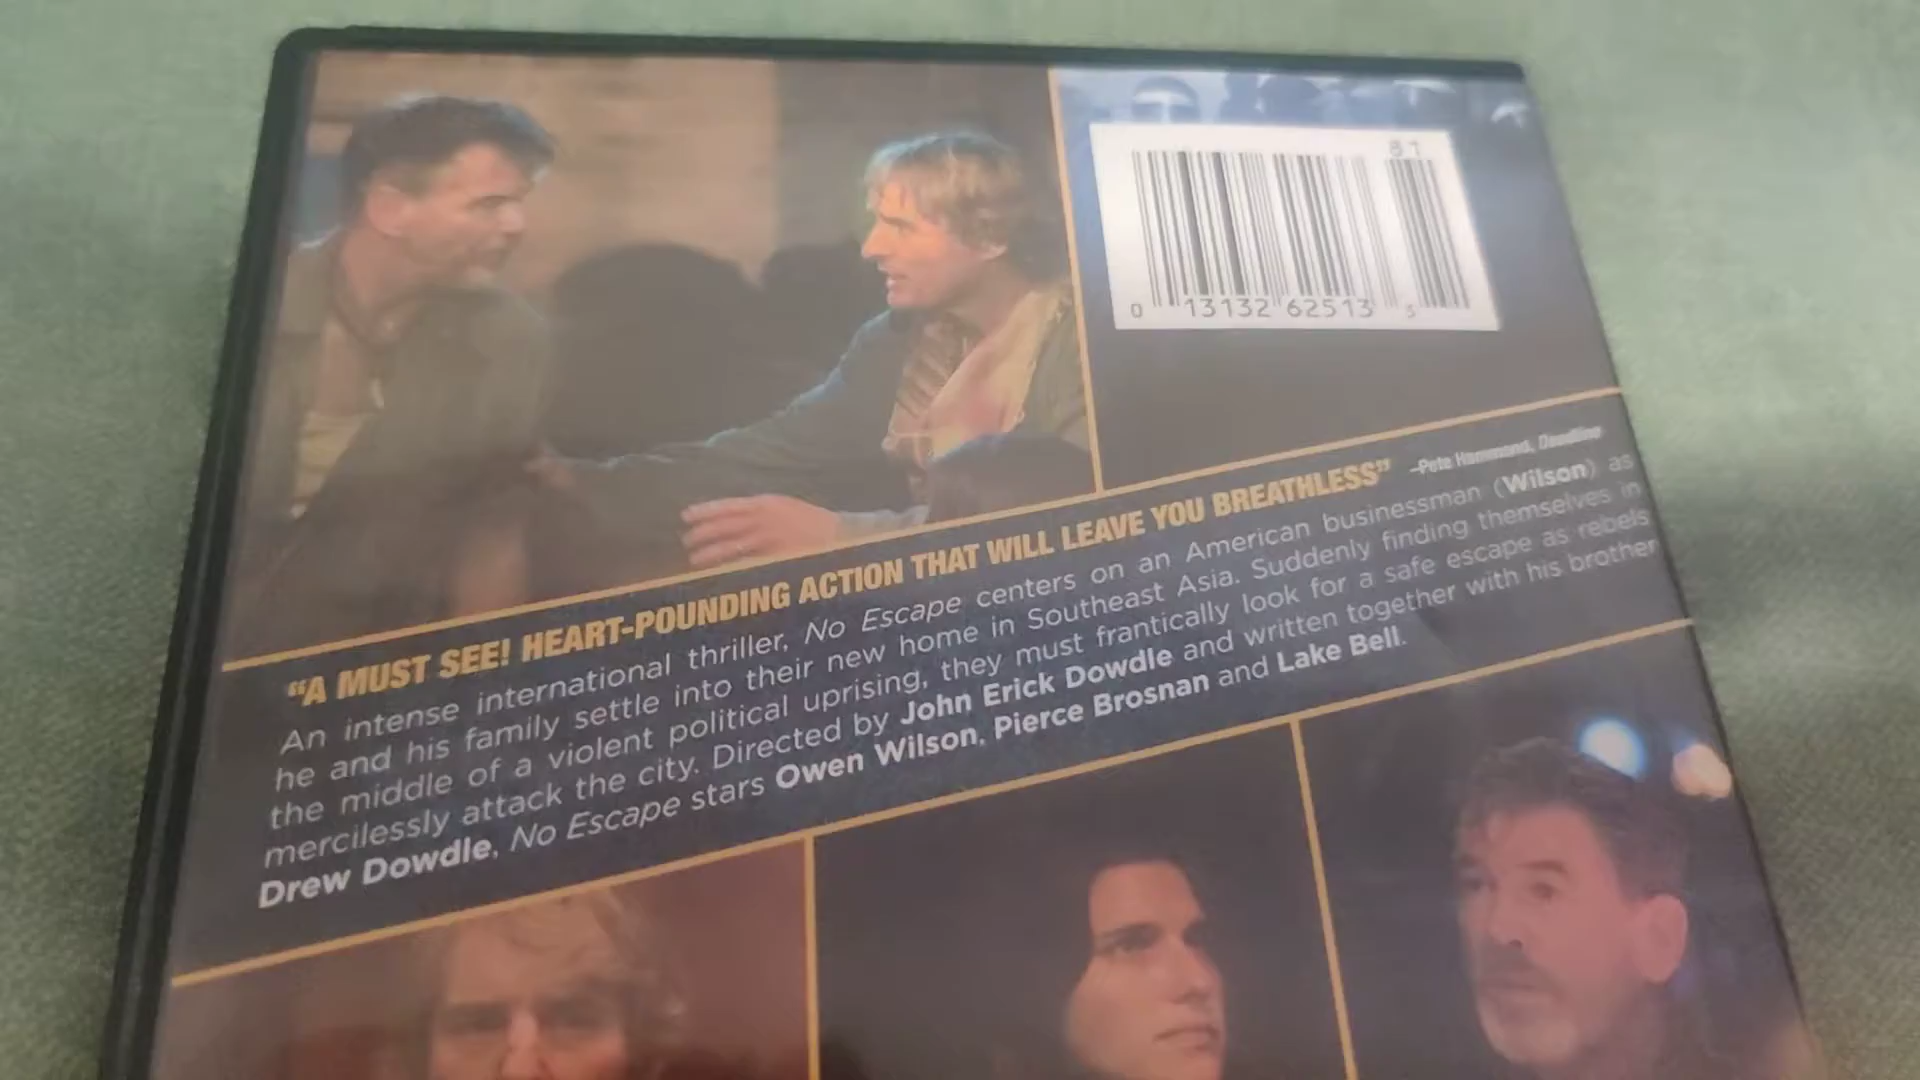 81
0 13132 62513 3
“A MUST SEE! HEART-POUNDING ACTION THAT WILL LEAVE YOU BREATHLESS” –Pete Hammond, Deadline
An intense international thriller, No Escape centers on an American businessman (Wilson) as
he and his family settle into their new home in Southeast Asia. Suddenly finding themselves in
the middle of a violent political uprising, they must frantically look for a safe escape as rebels
mercilessly attack the city. Directed by John Erick Dowdle and written together with his brother
Drew Dowdle, No Escape stars Owen Wilson, Pierce Brosnan and Lake Bell.